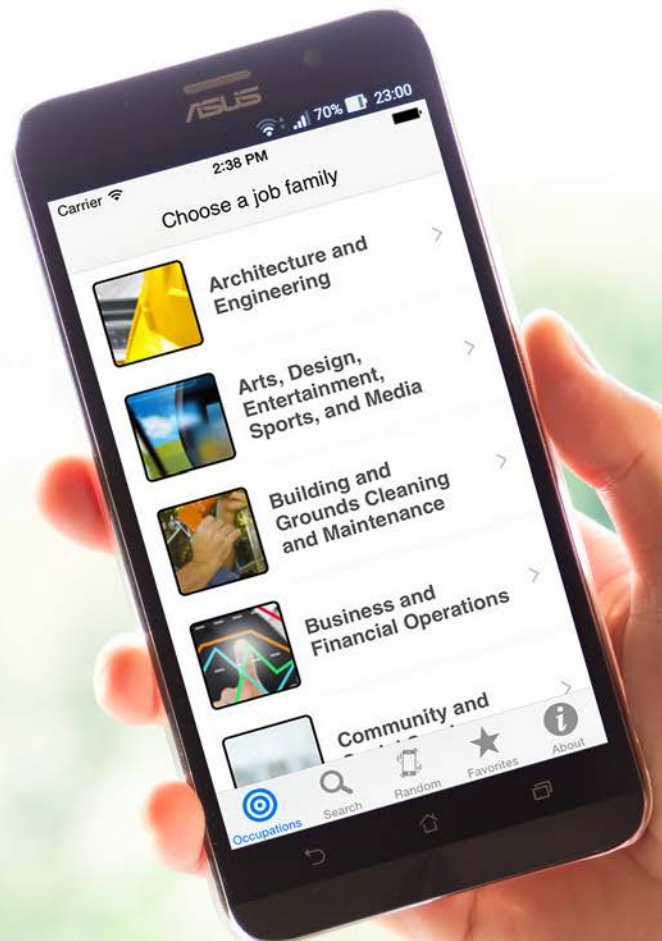 ASUS
70% 23:00
Carrier 2:38 PM
Choose a job family
Architecture and
Engineering
Arts, Design,
Entertainment,
Sports, and Media
Building and
Grounds Cleaning
and Maintenance
Business and
Financial Operations
Community and
Occupations
Search
Random
Favorites
About